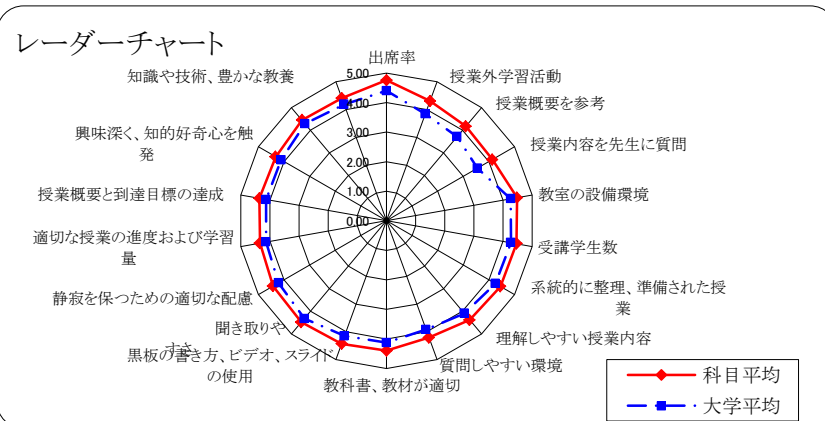 レーダーチャート
出席率
授業外学習活動
授業概要を参考
授業内容を先生に質問
教室の設備環境
受講学生数
系統的に整理、準備された授
業
理解しやすい授業内容
質問しやすい環境
教科書、教材が適切
黒板の書き方、ビデオ、スライド
の使用
聞き取りや
すさ
静寂を保つための適切な配慮
適切な授業の進度および学習
量
授業概要と到達目標の達成
興味深く、知的好奇心を触
発
知識や技術、豊かな教養
5.00
4.00
3.00
2.00
1.00
0.00
科目平均
大学平均